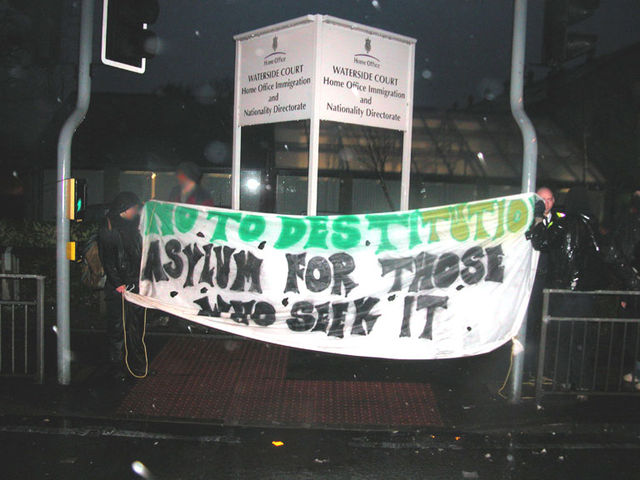 Home Office
WATERSIDE COURT
Home Office Immigration
and
Nationality Directorate
Home Office
WATERSIDE COURT
Home Office Immigration
and
Nationality Directorate
NO TO DESTITUTIO
ASYLUM FOR THOSE
WHO SEEK IT